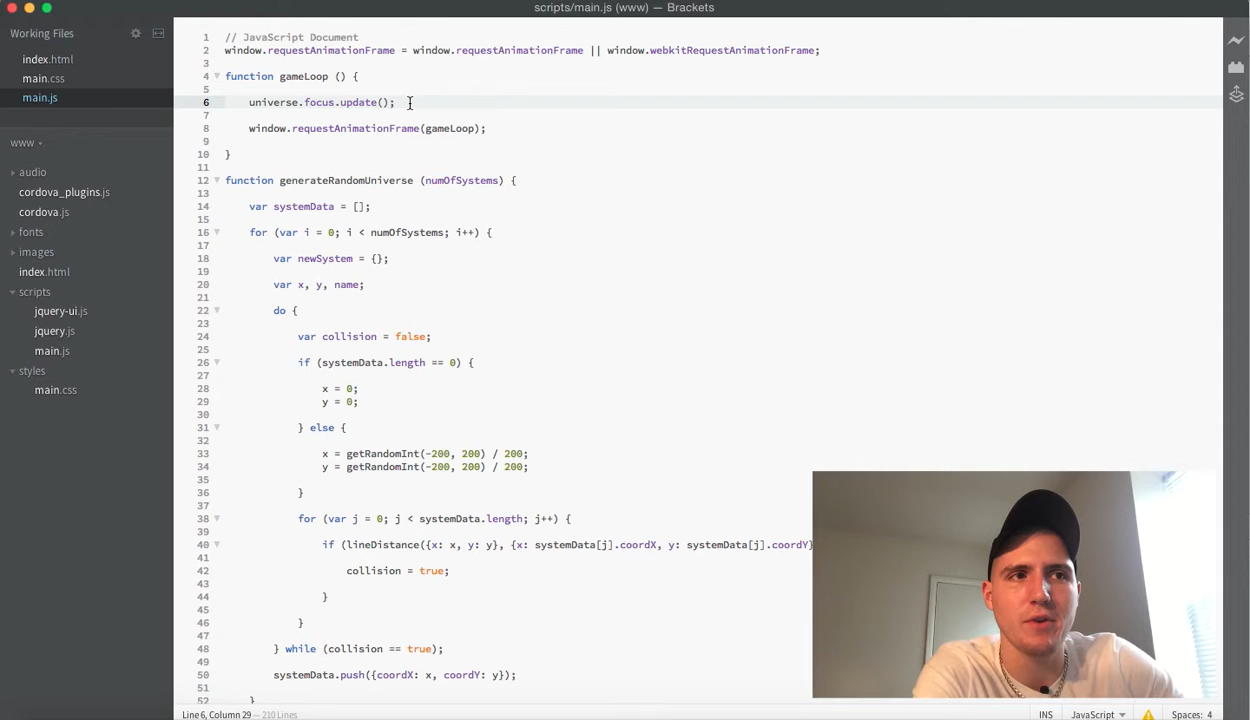 scripts/main.js (www) — Brackets
Working Files
index.html
main.css
main.js
www
audio
cordova_plugins.js
cordova.js
fonts
images
index.html
scripts
jquery-ui.js
jquery.js
main.js
styles
main.css
1 // JavaScript Document
2 window.requestAnimationFrame = window.requestAnimationFrame || window.webkitRequestAnimationFrame;
3
4 function gameLoop () {
5
6 universe.focus.update();
7
8 window.requestAnimationFrame(gameLoop);
9
10 }
11
12 function generateRandomUniverse (numOfSystems) {
13
14 var systemData = [];
15
16 for (var i = 0; i < numOfSystems; i++) {
17
18 var newSystem = {};
19
20 var x, y, name;
21
22 do {
23
24 var collision = false;
25
26 if (systemData.length == 0) {
27
28 x = 0;
29 y = 0;
30
31 } else {
32
33 x = getRandomInt(-200, 200) / 200;
34 y = getRandomInt(-200, 200) / 200;
35
36 }
37
38 for (var j = 0; j < systemData.length; j++) {
39
40 if (lineDistance({x: x, y: y}, {x: systemData[j].coordX, y: systemData[j].coordY}
41
42 collision = true;
43
44 }
45
46 }
47
48 } while (collision == true);
49
50 systemData.push({coordX: x, coordY: y});
51
52 }
Line 6, Column 29 — 210 Lines
INS
JavaScript
Spaces: 4